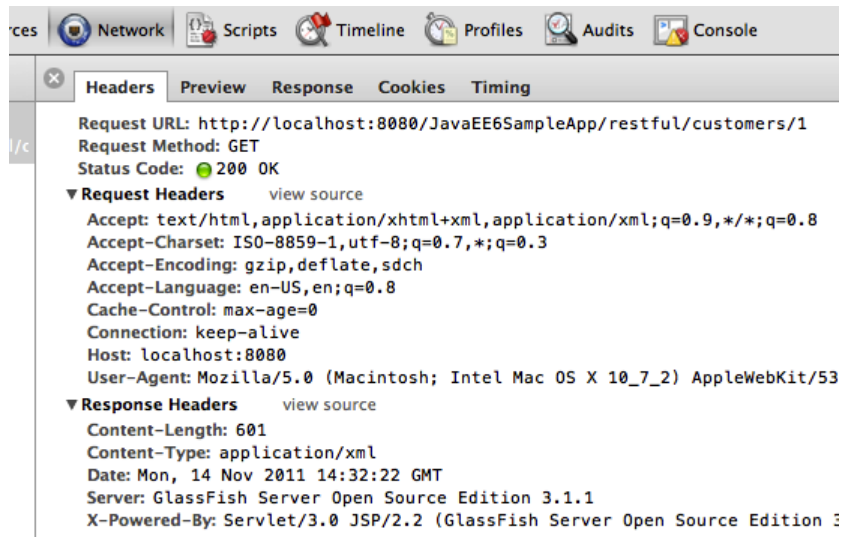 rces Network Scripts Timeline Profiles Audits Console
Headers Preview Response Cookies Timing
Request URL: http://localhost:8080/JavaEE6SampleApp/restful/customers/1
l/c Request Method: GET
Status Code: 200 OK
▼Request Headers view source
Accept: text/html,application/xhtml+xml,application/xml;q=0.9,*/*;q=0.8
Accept-Charset: ISO-8859-1,utf-8;q=0.7,*;q=0.3
Accept-Encoding: gzip,deflate,sdch
Accept-Language: en-US,en;q=0.8
Cache-Control: max-age=0
Connection: keep-alive
Host: localhost:8080
User-Agent: Mozilla/5.0 (Macintosh; Intel Mac OS X 10_7_2) AppleWebKit/53
▼Response Headers view source
Content-Length: 601
Content-Type: application/xml
Date: Mon, 14 Nov 2011 14:32:22 GMT
Server: GlassFish Server Open Source Edition 3.1.1
X-Powered-By: Servlet/3.0 JSP/2.2 (GlassFish Server Open Source Edition 3